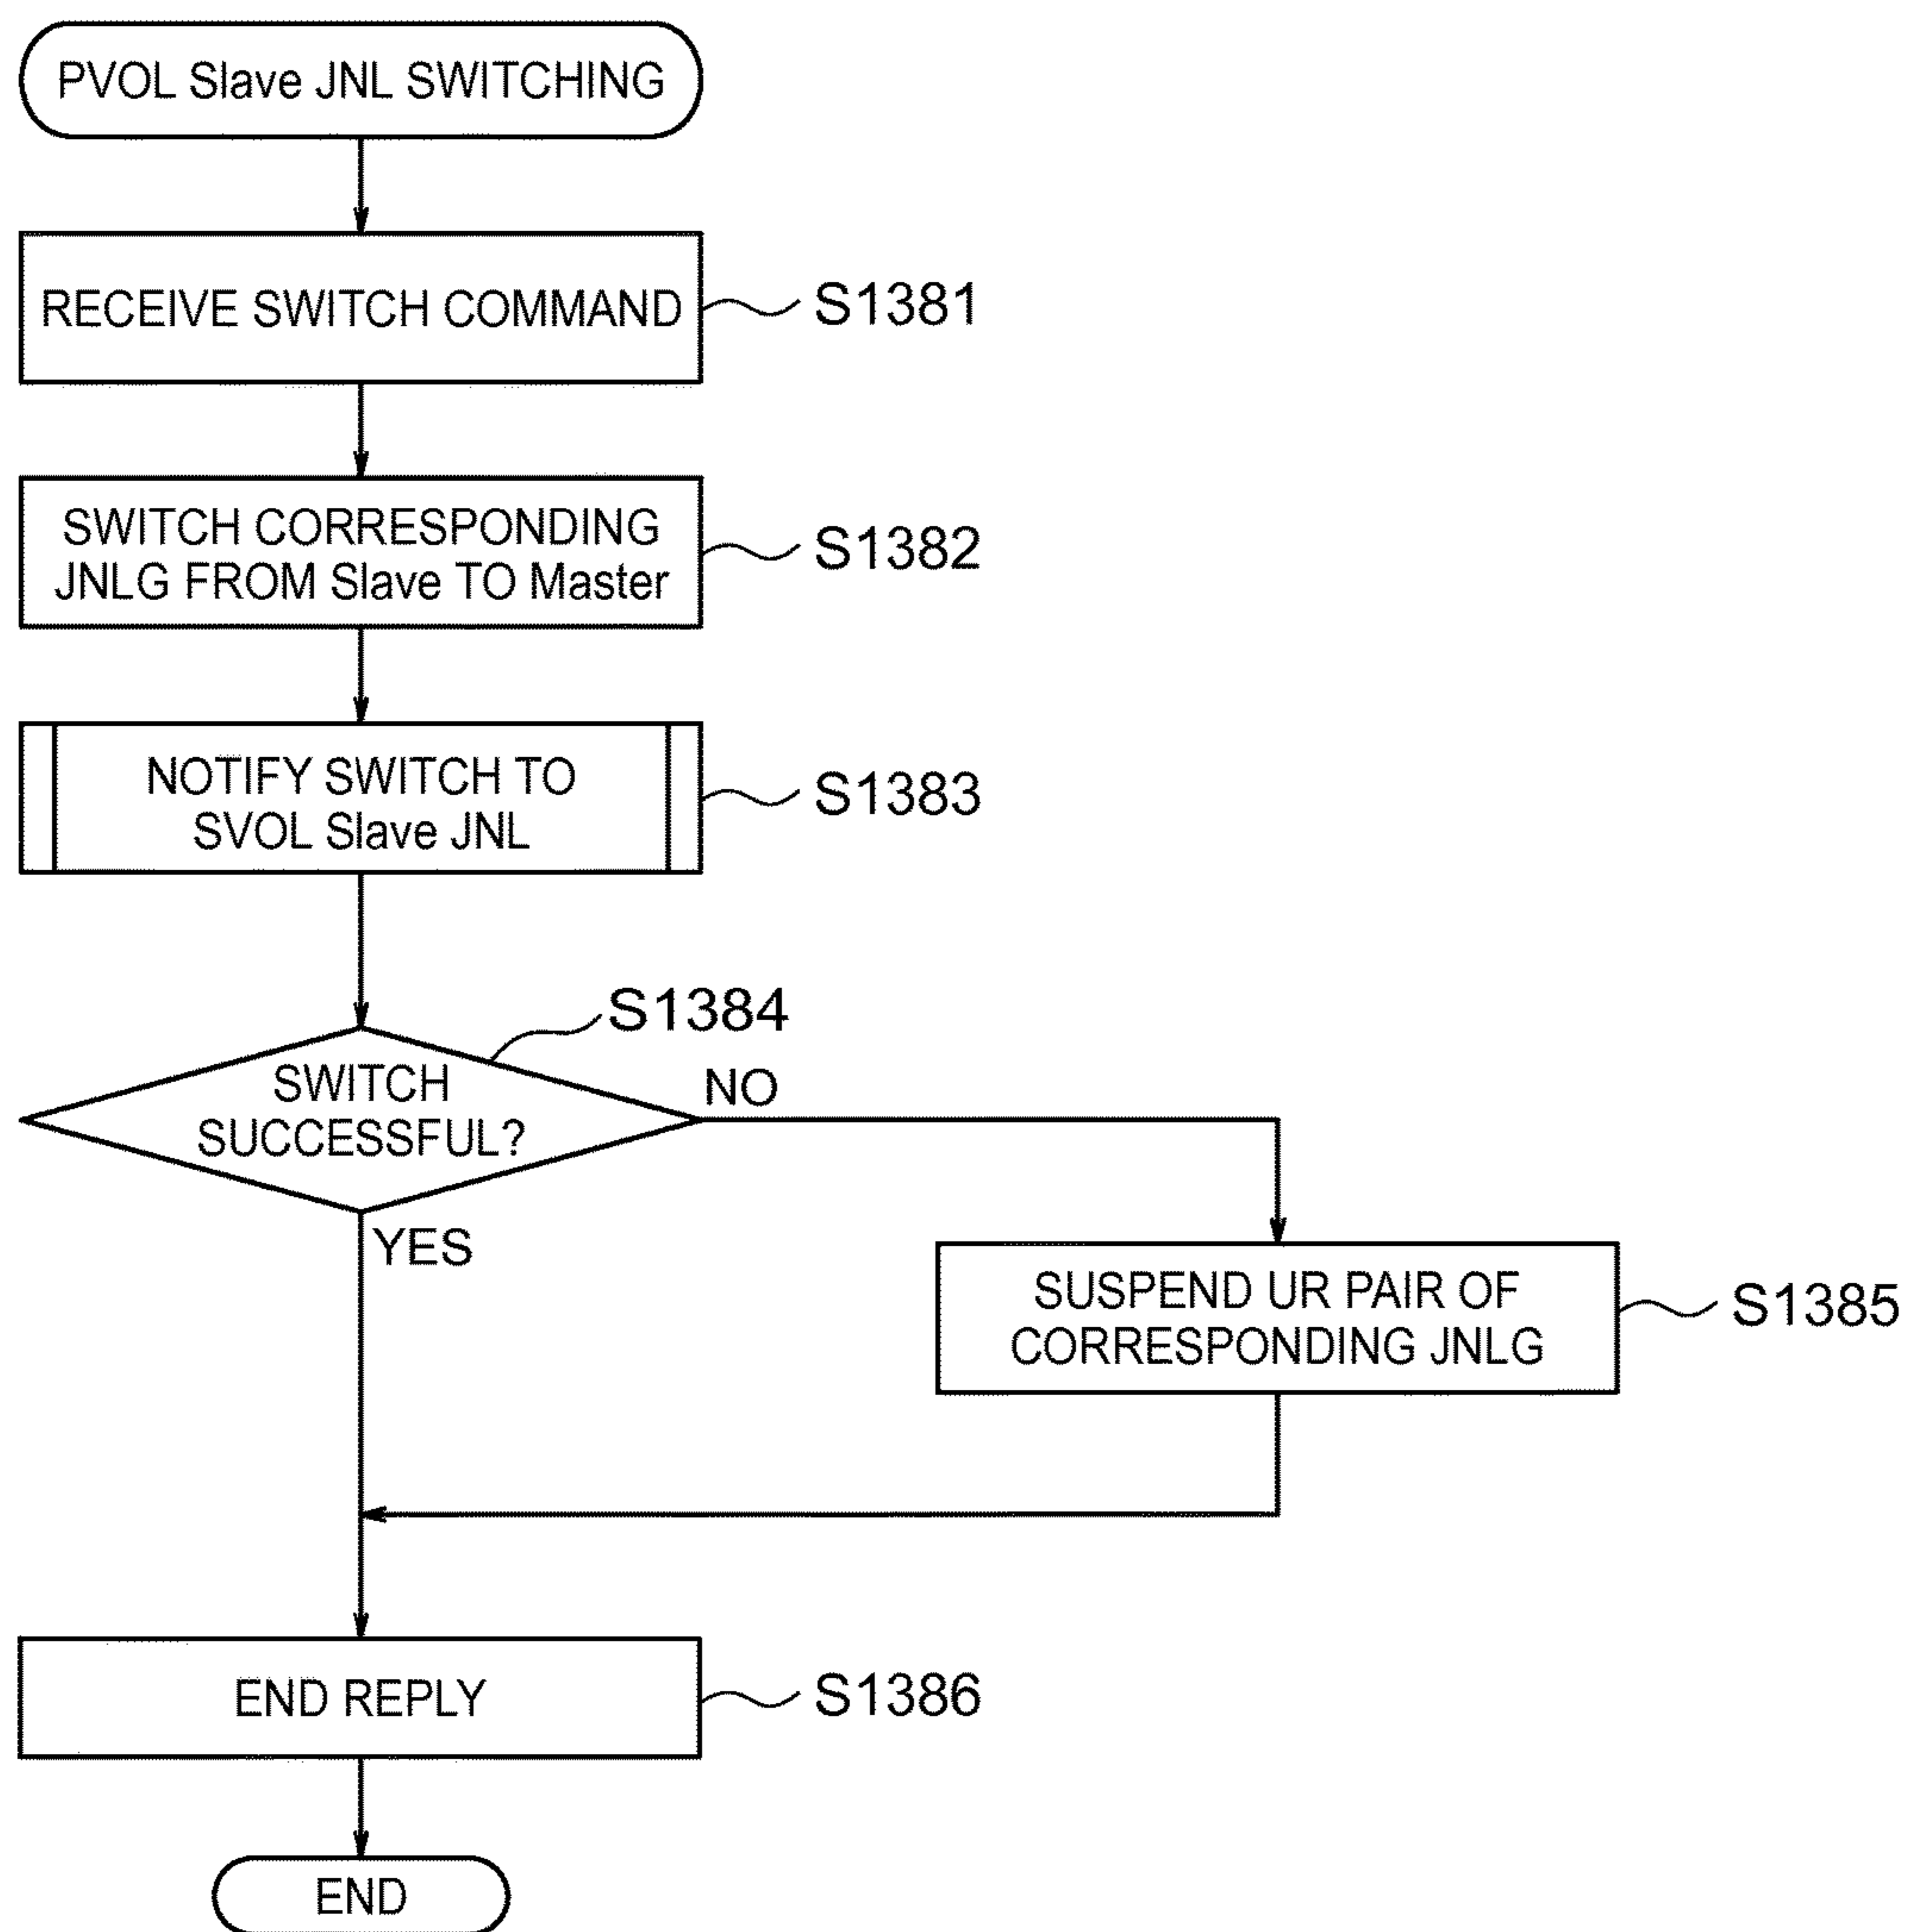 PVOL Slave JNL SWITCHING
RECEIVE SWITCH COMMAND
S1381
SWITCH CORRESPONDING
JNLG FROM Slave TO Master
S1382
NOTIFY SWITCH TO
SVOL Slave JNL
S1383
S1384
SWITCH
SUCCESSFUL?
NO
YES
SUSPEND UR PAIR OF
CORRESPONDING JNLG
S1385
END REPLY
S1386
END